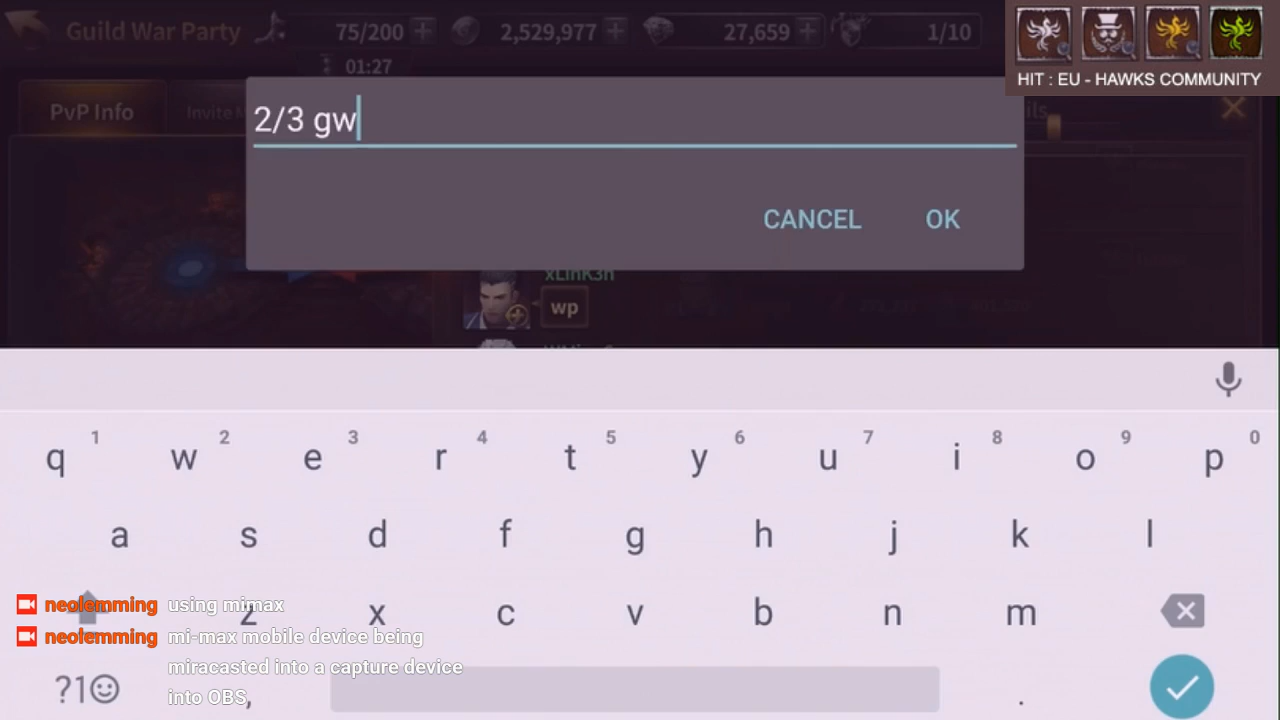 Guild War Party 75/200 2,529,977 27,659 1/10
01:27
HIT : EU - HAWKS COMMUNITY
PvP Info
2/3 gw
CANCEL OK
xLinK3n
wp
1 2 3 4 5 6 7 8 9 0
q w e r t y u i o p
a s d f g h j k l
z x c v b n m
?1 , .
neolemming using mimax
neolemming mi-max mobile device being
miracasted into a capture device
into OBS